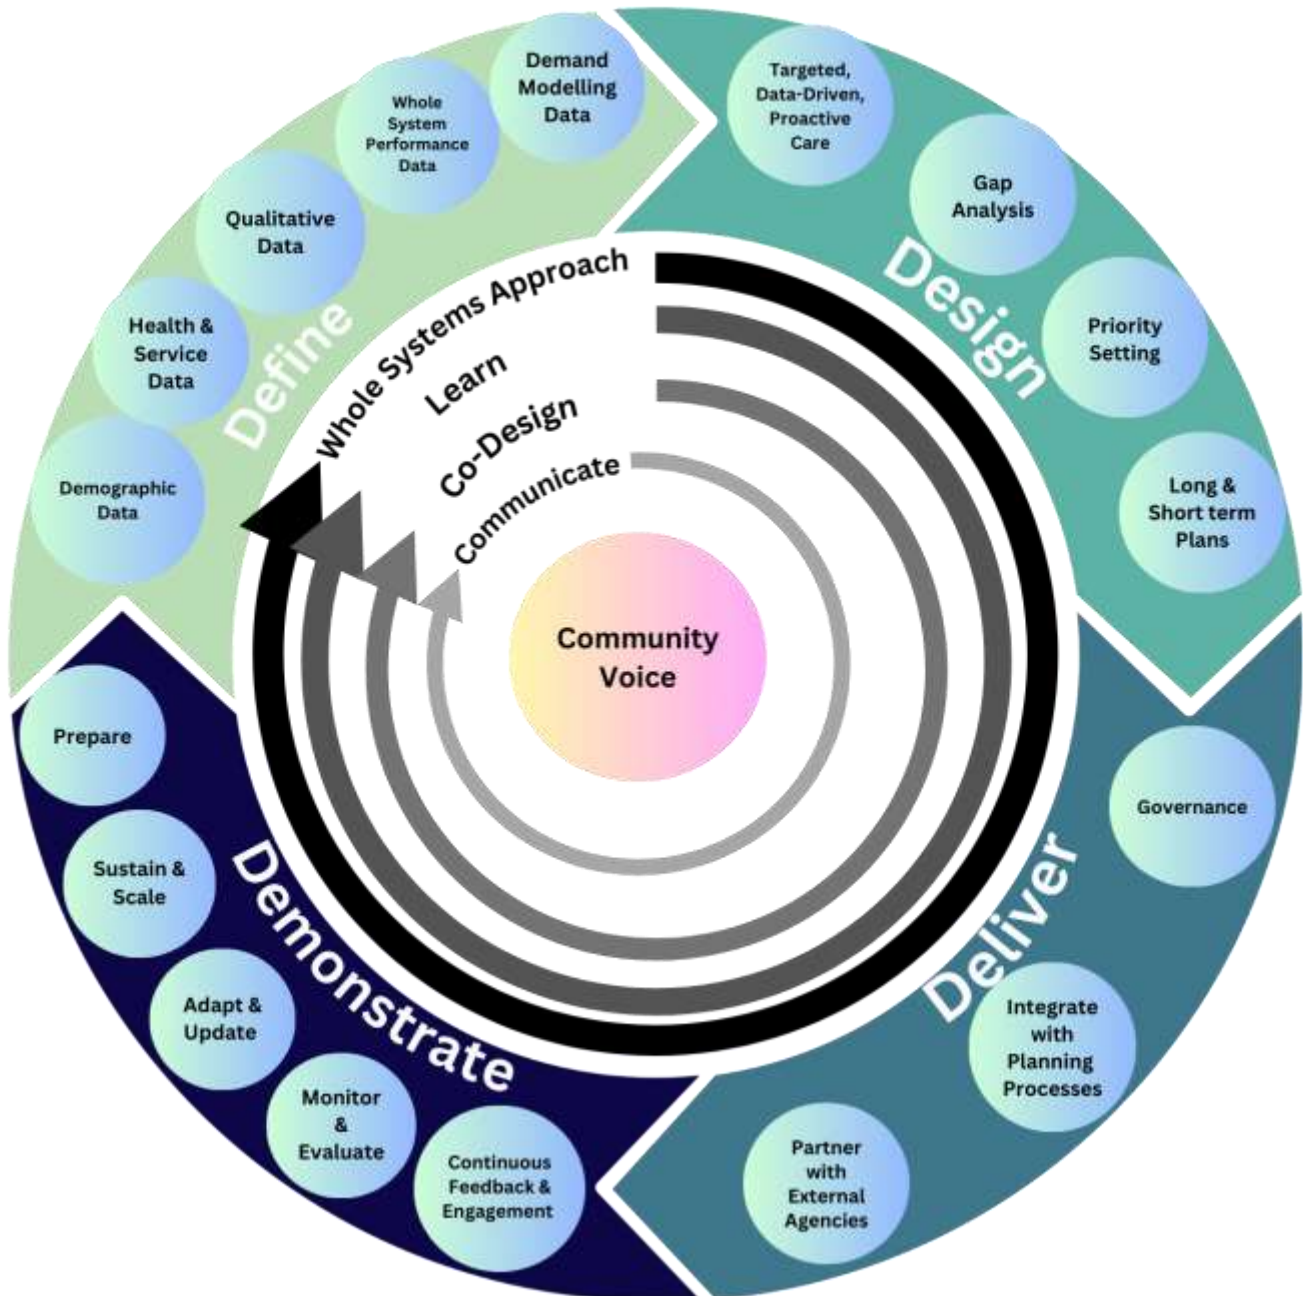 Demand
Modelling
Data
Whole
System
Performance
Data
Qualitative
Data
Health &
Service
Data
Demographic
Data
Define
Targeted,
Data-Driven,
Proactive
Care
Gap
Analysis
Priority
Setting
Long &
Short term
Plans
Design
Governance
Integrate
with
Planning
Processes
Partner
with
External
Agencies
Deliver
Continuous
Feedback &
Engagement
Monitor
&
Evaluate
Adapt &
Update
Sustain &
Scale
Prepare
Demonstrate
Whole Systems Approach
Learn
Co-Design
Communicate
Community
Voice